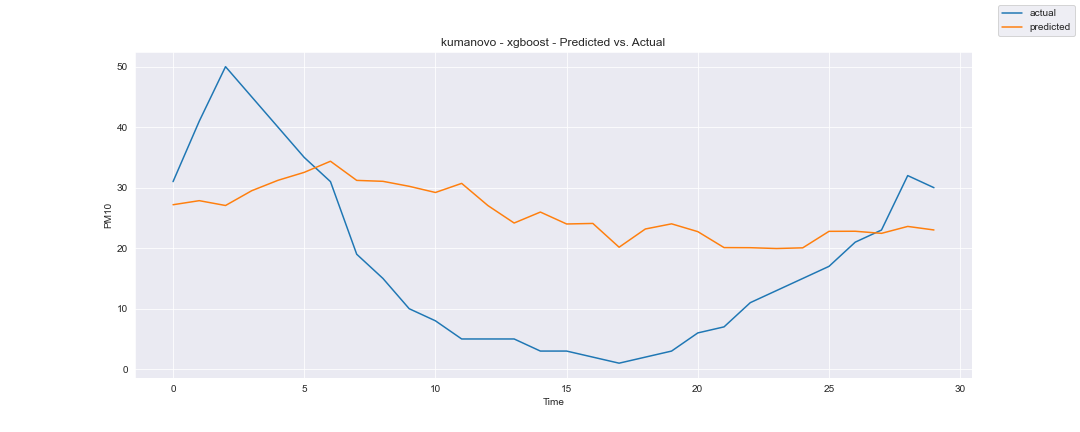 actual
predicted
kumanovo - xgboost - Predicted vs. Actual
50
40
30
20
10
0
PM10
0 5 10 15 20 25 30
Time